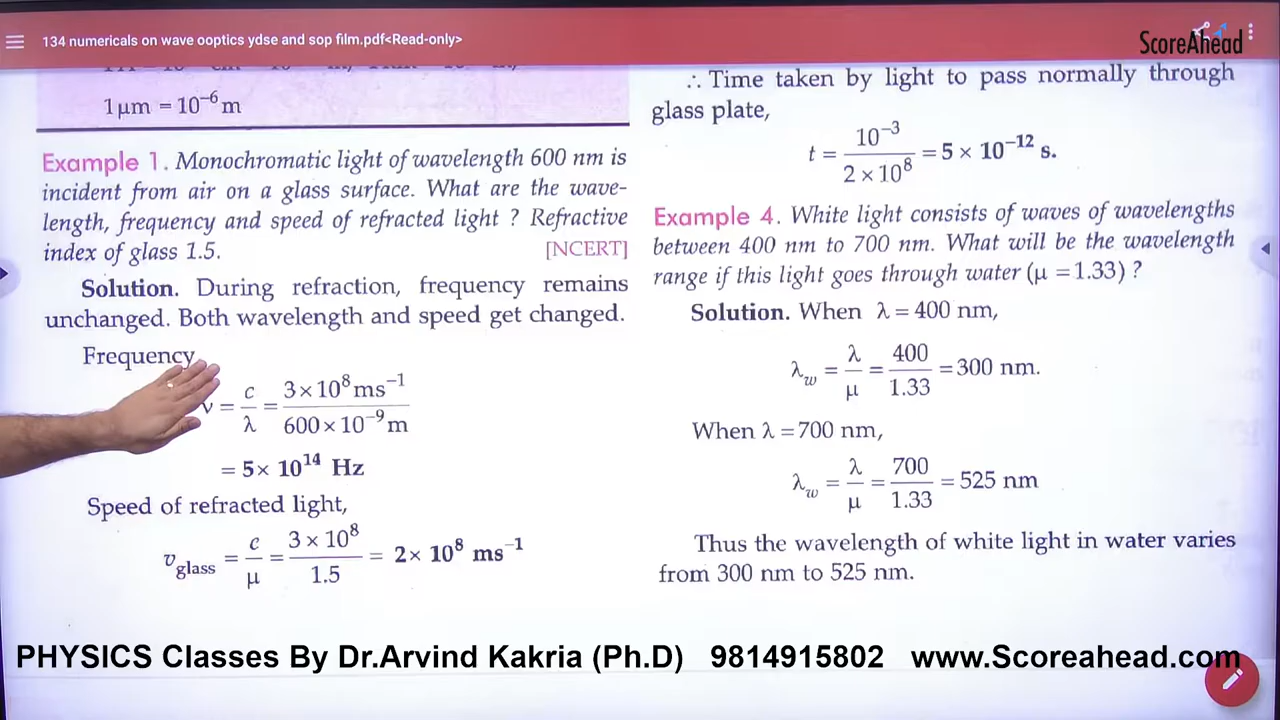 134 numericals on wave ooptics ydse and sop film.pdf<Read-only>
ScoreAhead
1 μm = 10⁻⁶ m
Example 1. Monochromatic light of wavelength 600 nm is
incident from air on a glass surface. What are the wave-
length, frequency and speed of refracted light ? Refractive
index of glass 1.5. [NCERT]
Solution. During refraction, frequency remains
unchanged. Both wavelength and speed get changed.
Frequency,
ν = c/λ = 3 × 10⁸ ms⁻¹ / 600 × 10⁻⁹ m
= 5 × 10¹⁴ Hz
Speed of refracted light,
v_glass = c/μ = 3 × 10⁸ / 1.5 = 2 × 10⁸ ms⁻¹
∴ Time taken by light to pass normally through
glass plate,
t = 10⁻³ / 2 × 10⁸ = 5 × 10⁻¹² s.
Example 4. White light consists of waves of wavelengths
between 400 nm to 700 nm. What will be the wavelength
range if this light goes through water (μ = 1.33) ?
Solution. When λ = 400 nm,
λ_w = λ/μ = 400/1.33 = 300 nm.
When λ = 700 nm,
λ_w = λ/μ = 700/1.33 = 525 nm
Thus the wavelength of white light in water varies
from 300 nm to 525 nm.
PHYSICS Classes By Dr.Arvind Kakria (Ph.D) 9814915802 www.Scoreahead.com